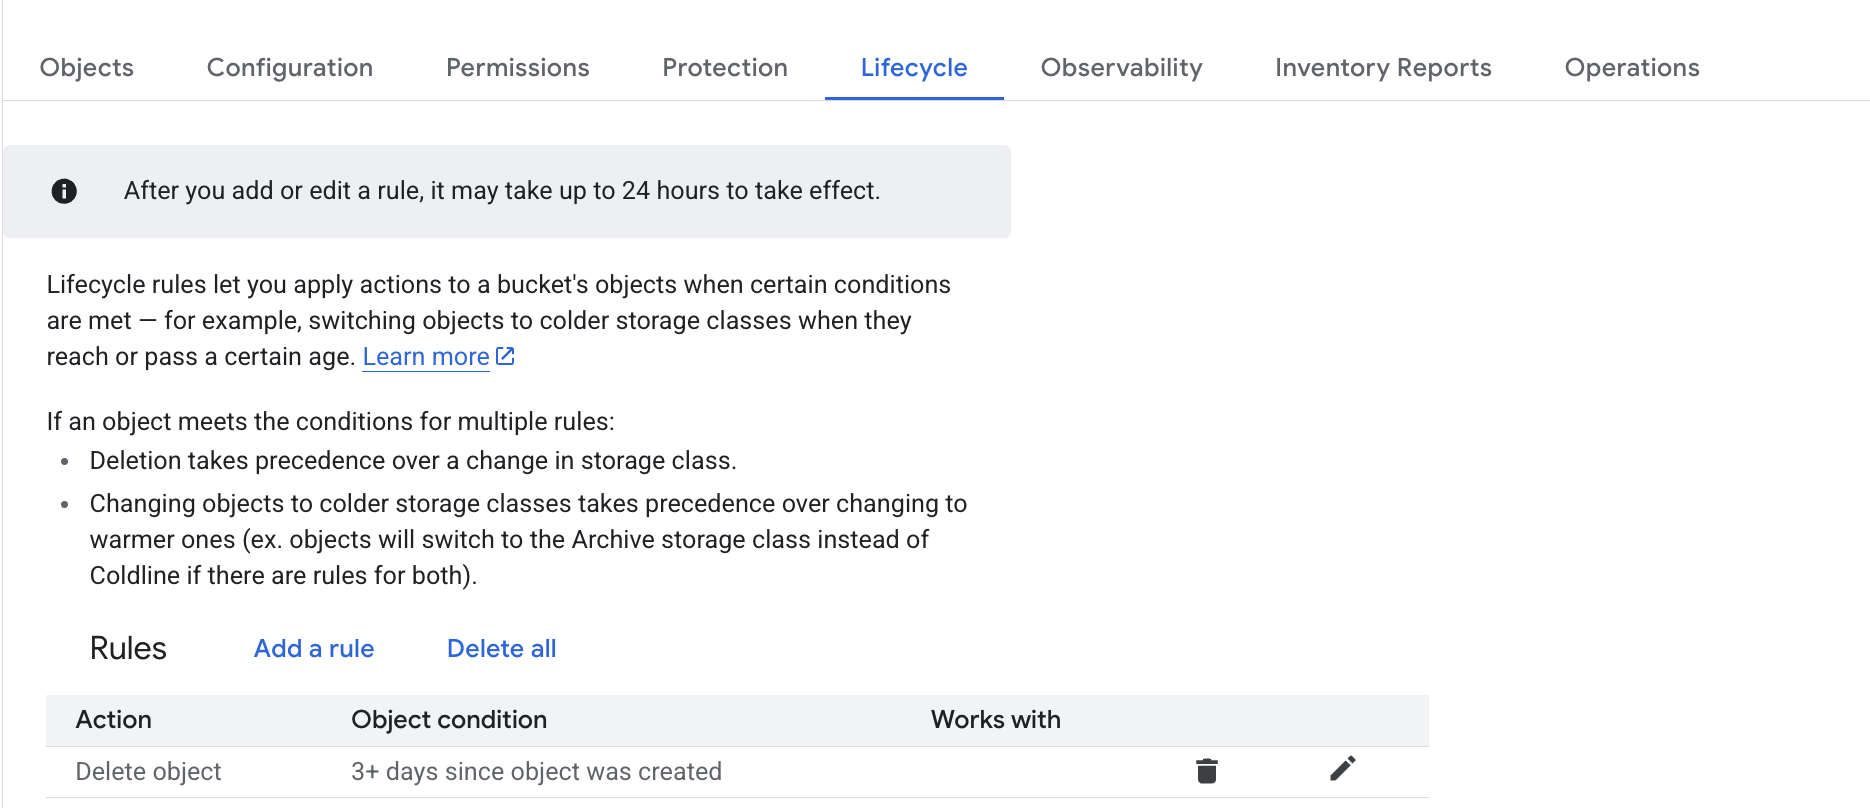 Objects Configuration Permissions Protection Lifecycle Observability Inventory Reports Operations
After you add or edit a rule, it may take up to 24 hours to take effect.
Lifecycle rules let you apply actions to a bucket's objects when certain conditions
are met — for example, switching objects to colder storage classes when they
reach or pass a certain age. Learn more
If an object meets the conditions for multiple rules:
• Deletion takes precedence over a change in storage class.
• Changing objects to colder storage classes takes precedence over changing to
warmer ones (ex. objects will switch to the Archive storage class instead of
Coldline if there are rules for both).
Rules Add a rule Delete all
Action Object condition Works with
Delete object 3+ days since object was created